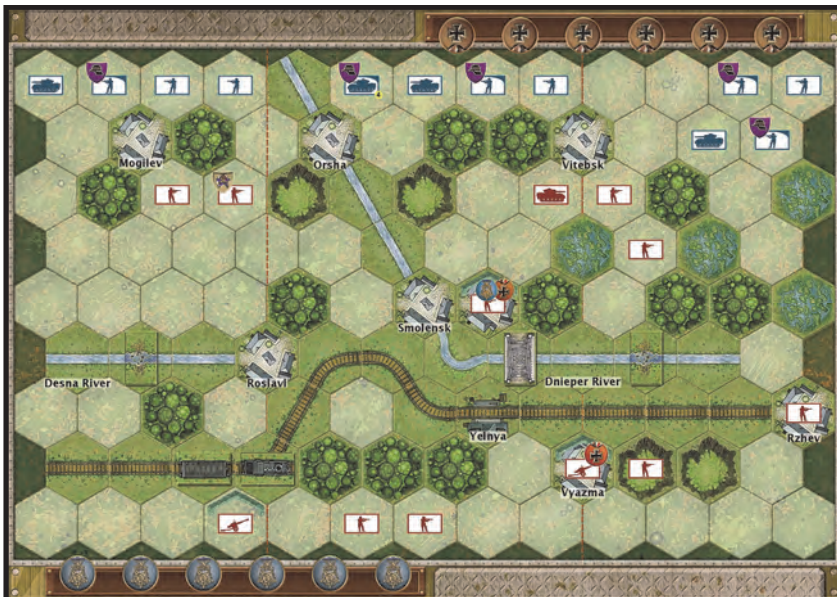 Mogilev
Orsha
Vitebsk
Smolensk
Desna River
Roslavl
Dnieper River
Yelnya
Rzhev
Vyazma